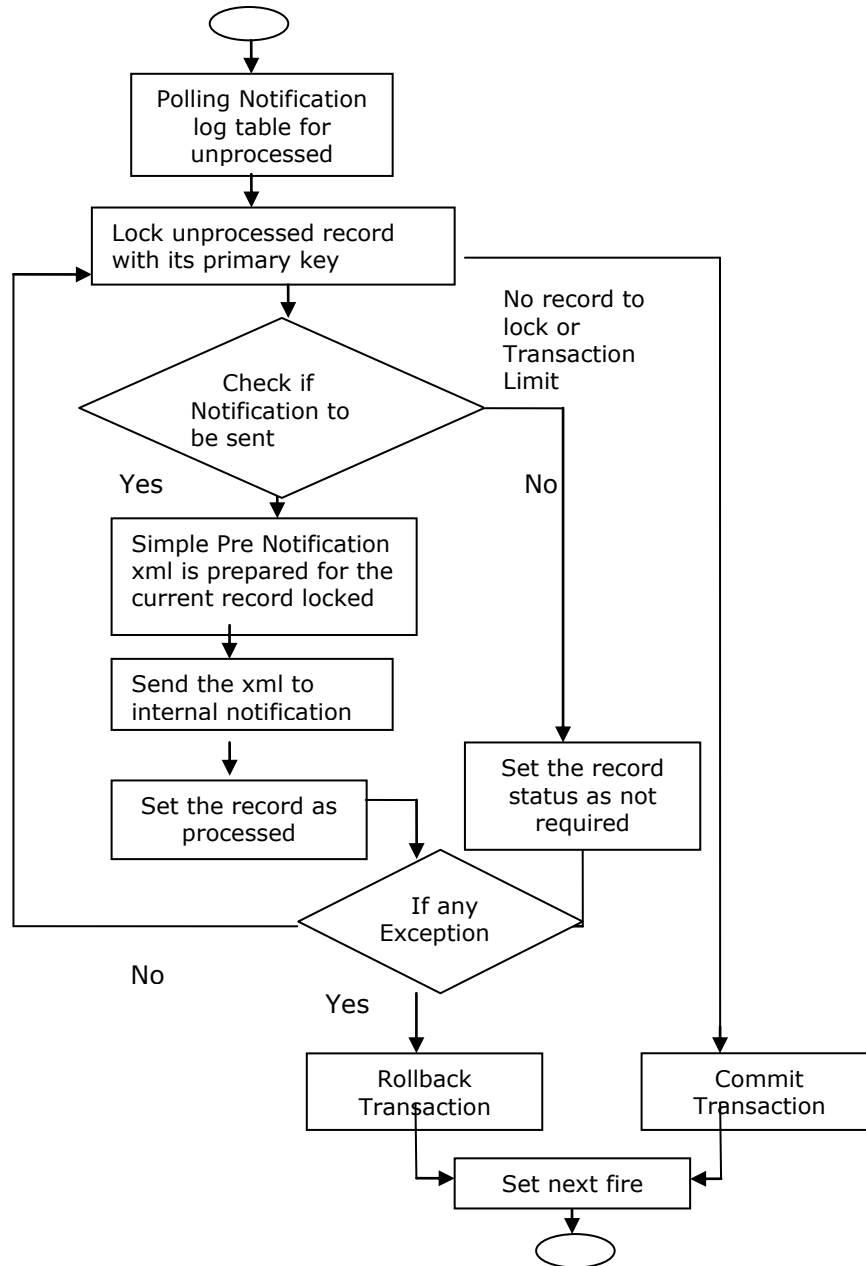 Polling Notification
log table for
unprocessed
Lock unprocessed record
with its primary key
No record to
lock or
Transaction
Limit
Check if
Notification to
be sent
Yes
No
Simple Pre Notification
xml is prepared for the
current record locked
Send the xml to
internal notification
Set the record as
processed
Set the record
status as not
required
If any
Exception
No
Yes
Rollback
Transaction
Commit
Transaction
Set next fire